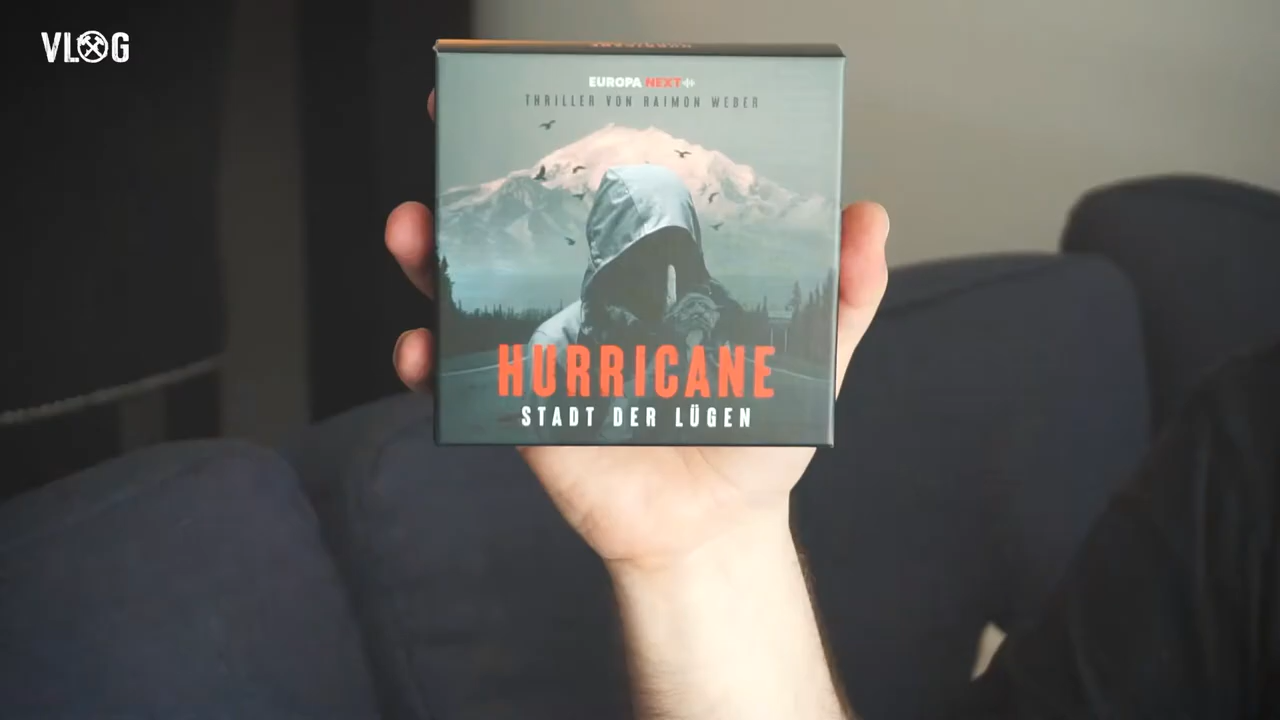 VLOG
EUROPA NEXT
THRILLER VON RAIMON WEBER
HURRICANE
STADT DER LÜGEN